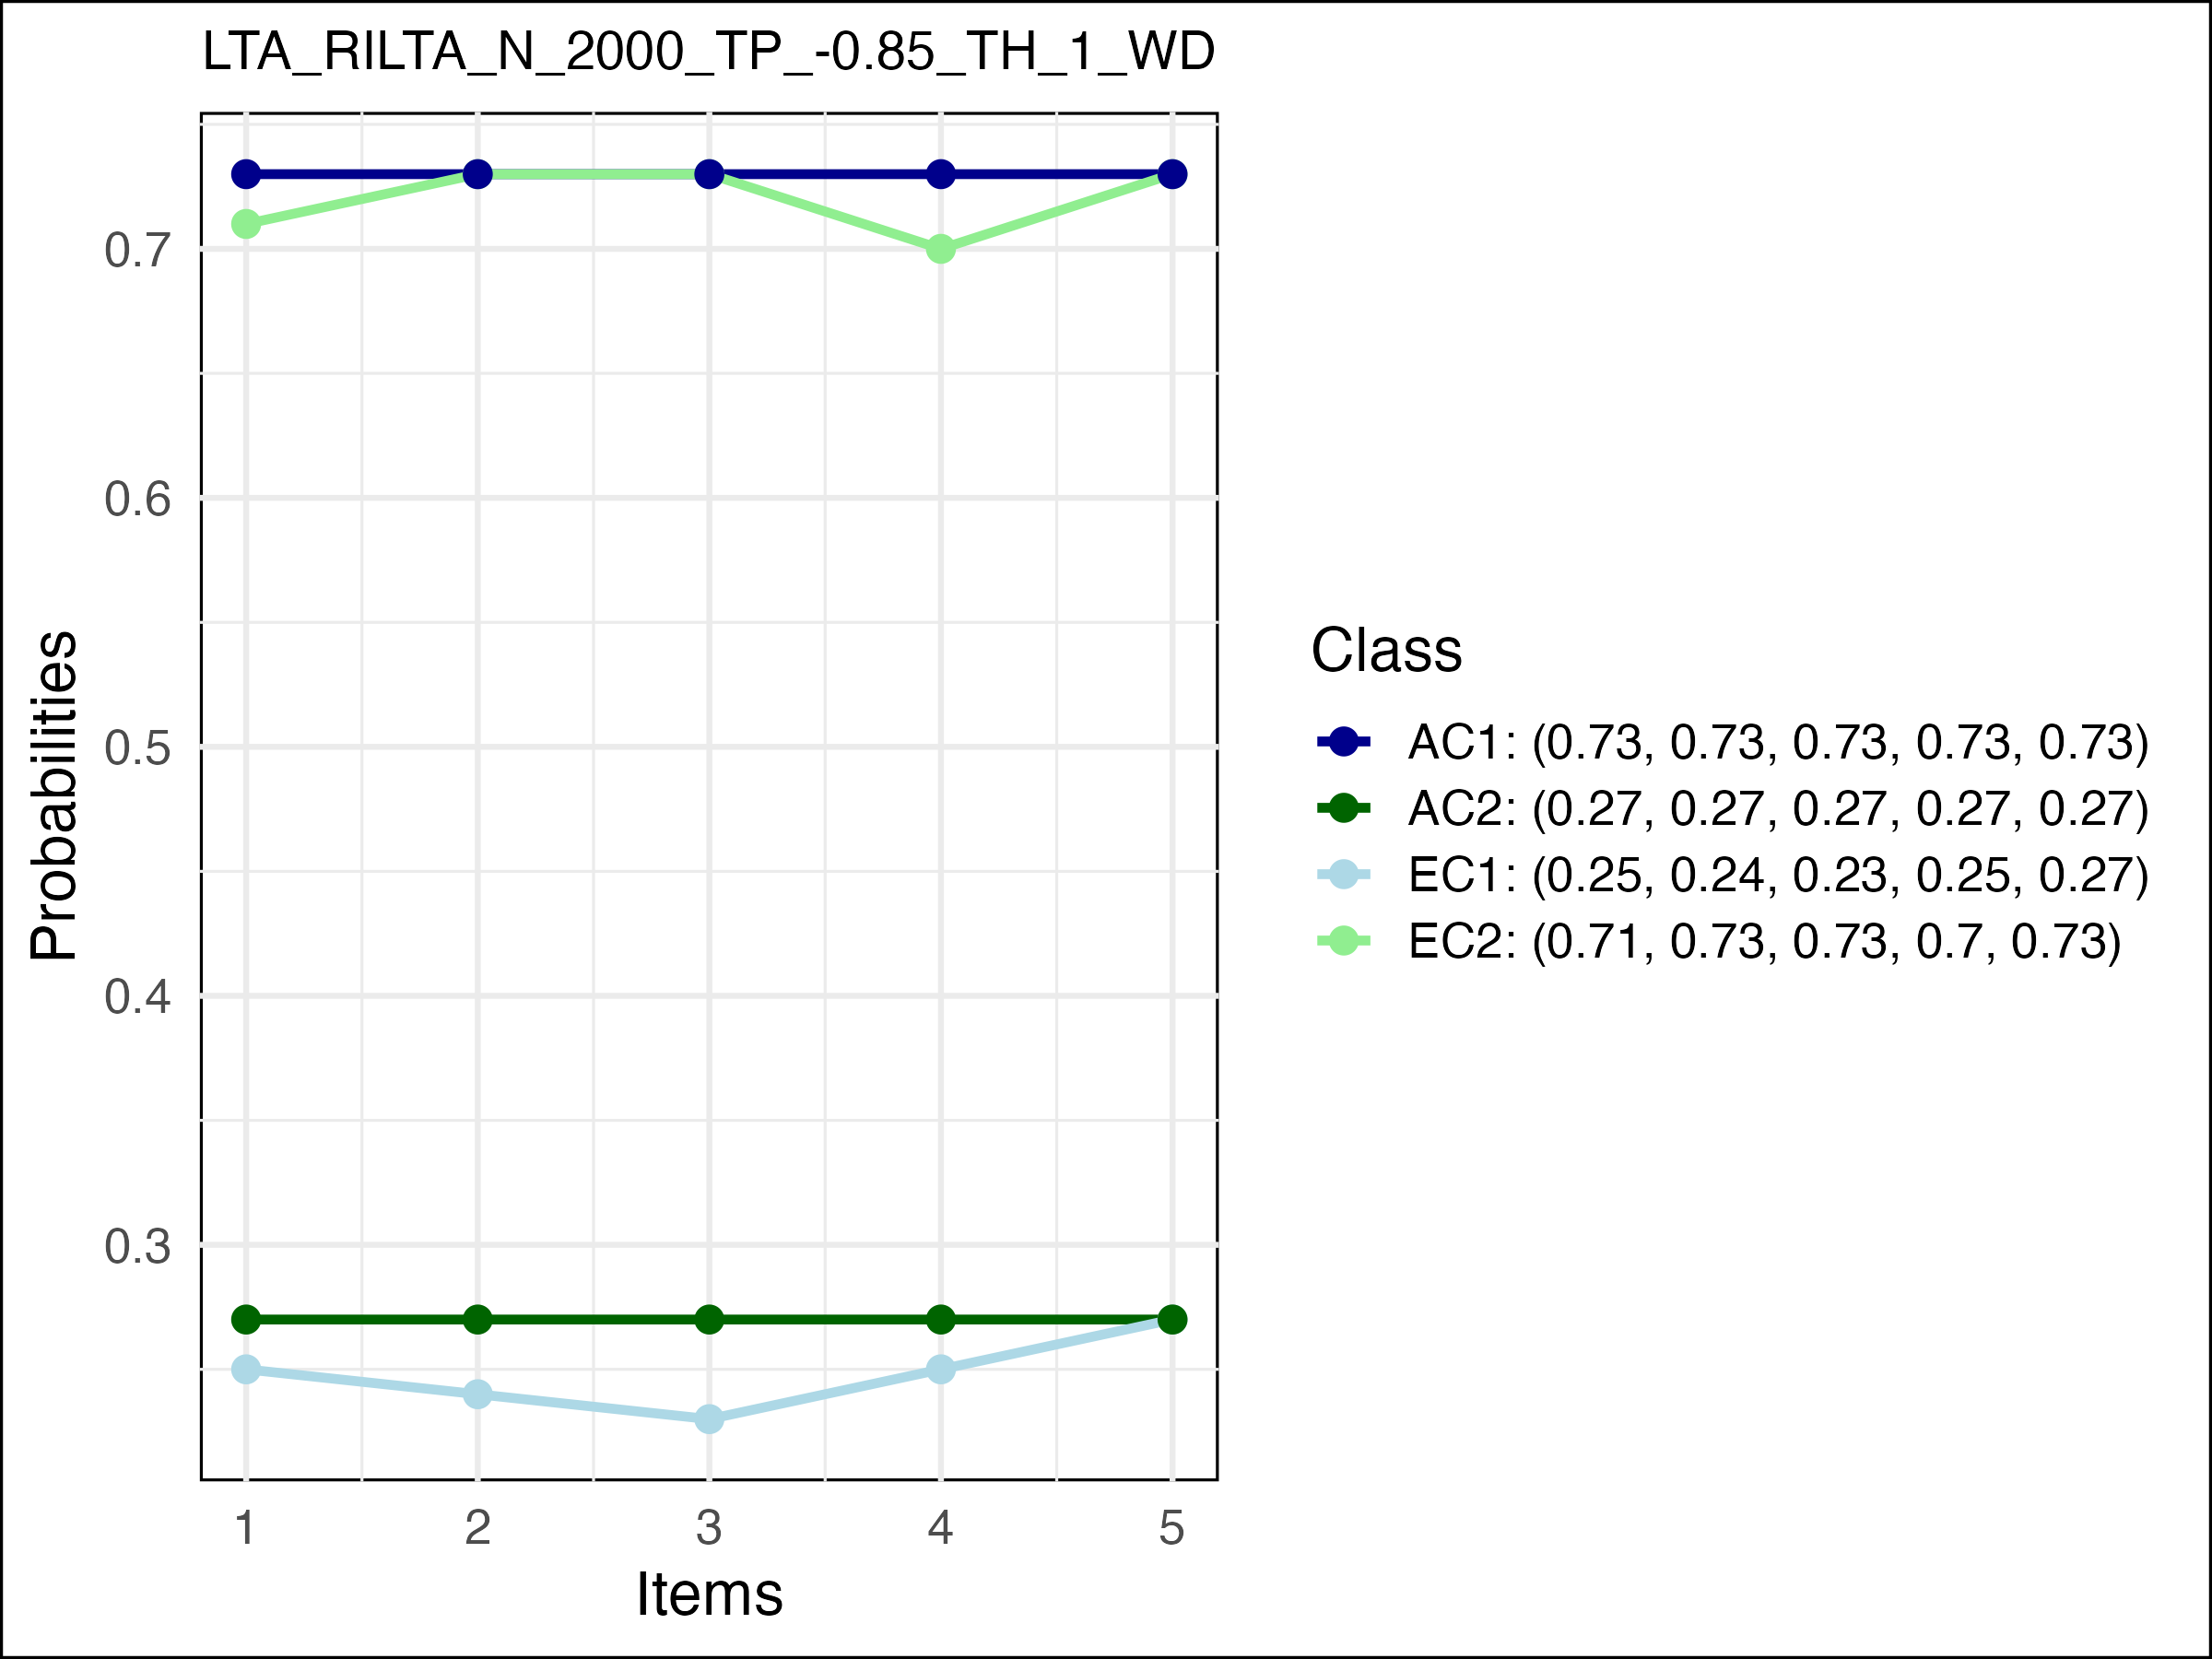 LTA_RILTA_N_2000_TP_-0.85_TH_1_WD
Probabilities
0.7
0.6
0.5
0.4
0.3
1 2 3 4 5
Items
Class
AC1: (0.73, 0.73, 0.73, 0.73, 0.73)
AC2: (0.27, 0.27, 0.27, 0.27, 0.27)
EC1: (0.25, 0.24, 0.23, 0.25, 0.27)
EC2: (0.71, 0.73, 0.73, 0.7, 0.73)